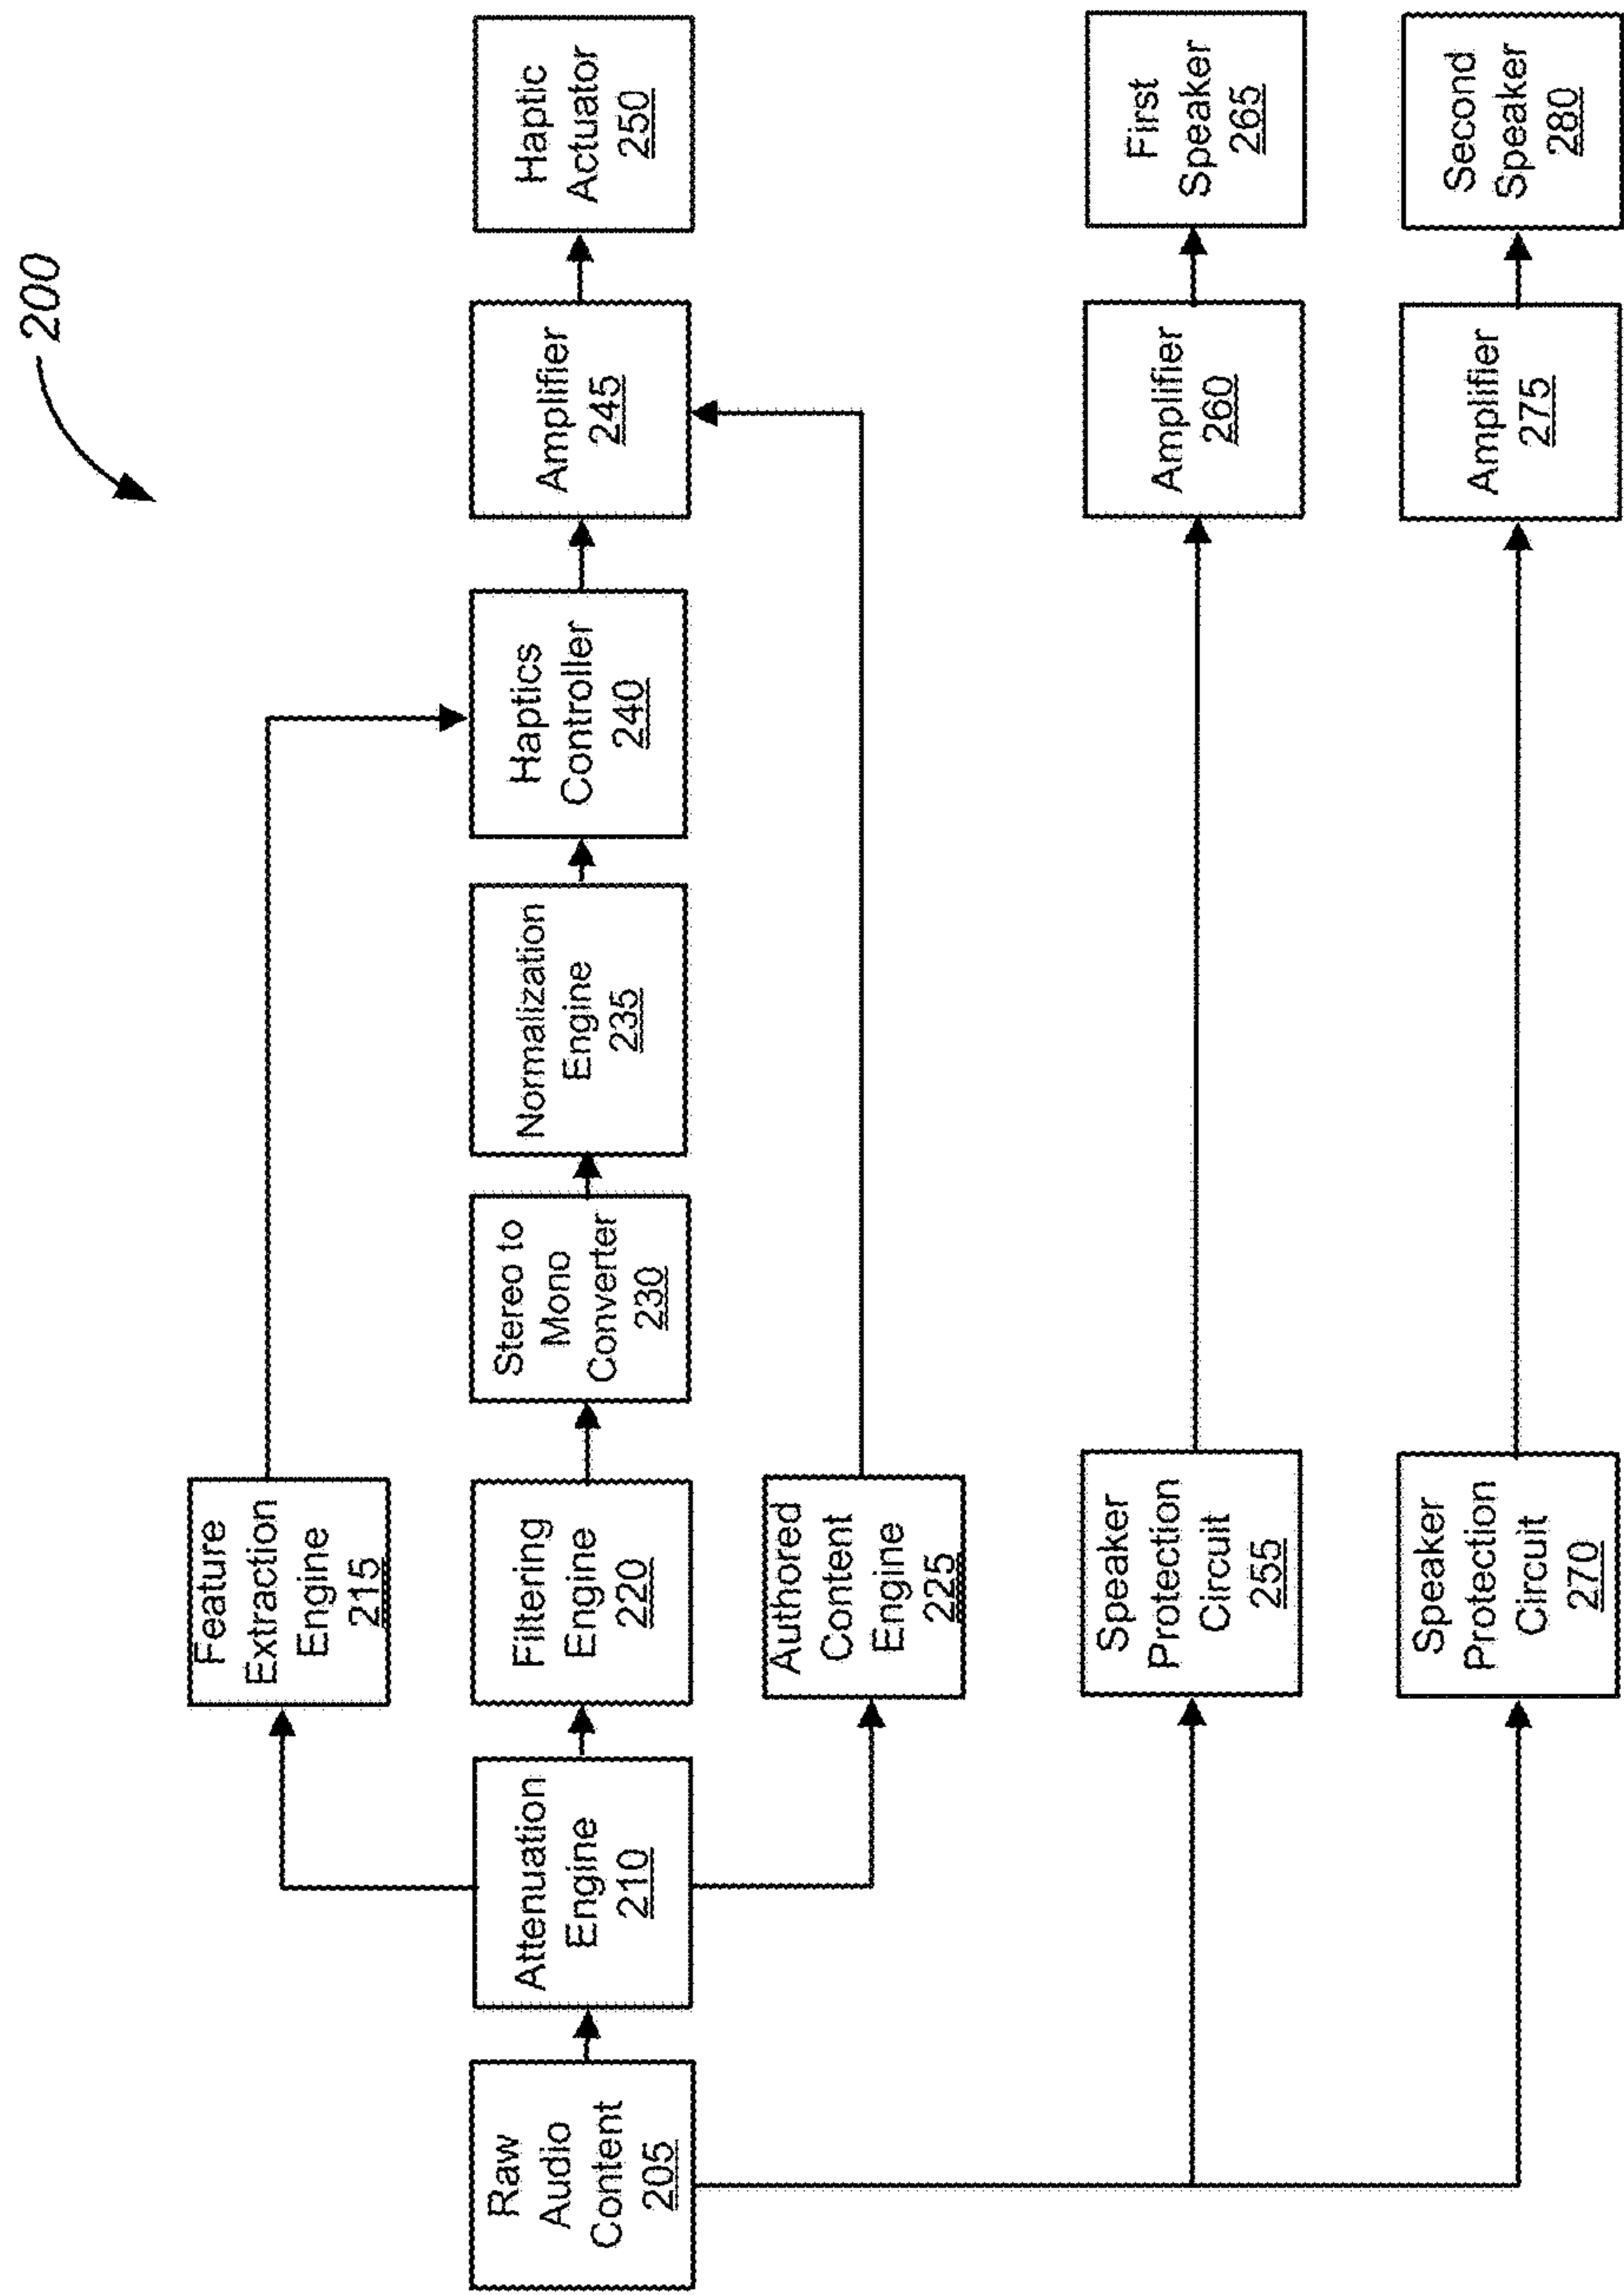 200
Raw
Audio
Content
205
Attenuation
Engine
210
Feature
Extraction
Engine
215
Filtering
Engine
220
Authored
Content
Engine
225
Stereo to
Mono
Converter
230
Normalization
Engine
235
Haptics
Controller
240
Amplifier
245
Haptic
Actuator
250
Speaker
Protection
Circuit
255
Amplifier
260
First
Speaker
265
Speaker
Protection
Circuit
270
Amplifier
275
Second
Speaker
280